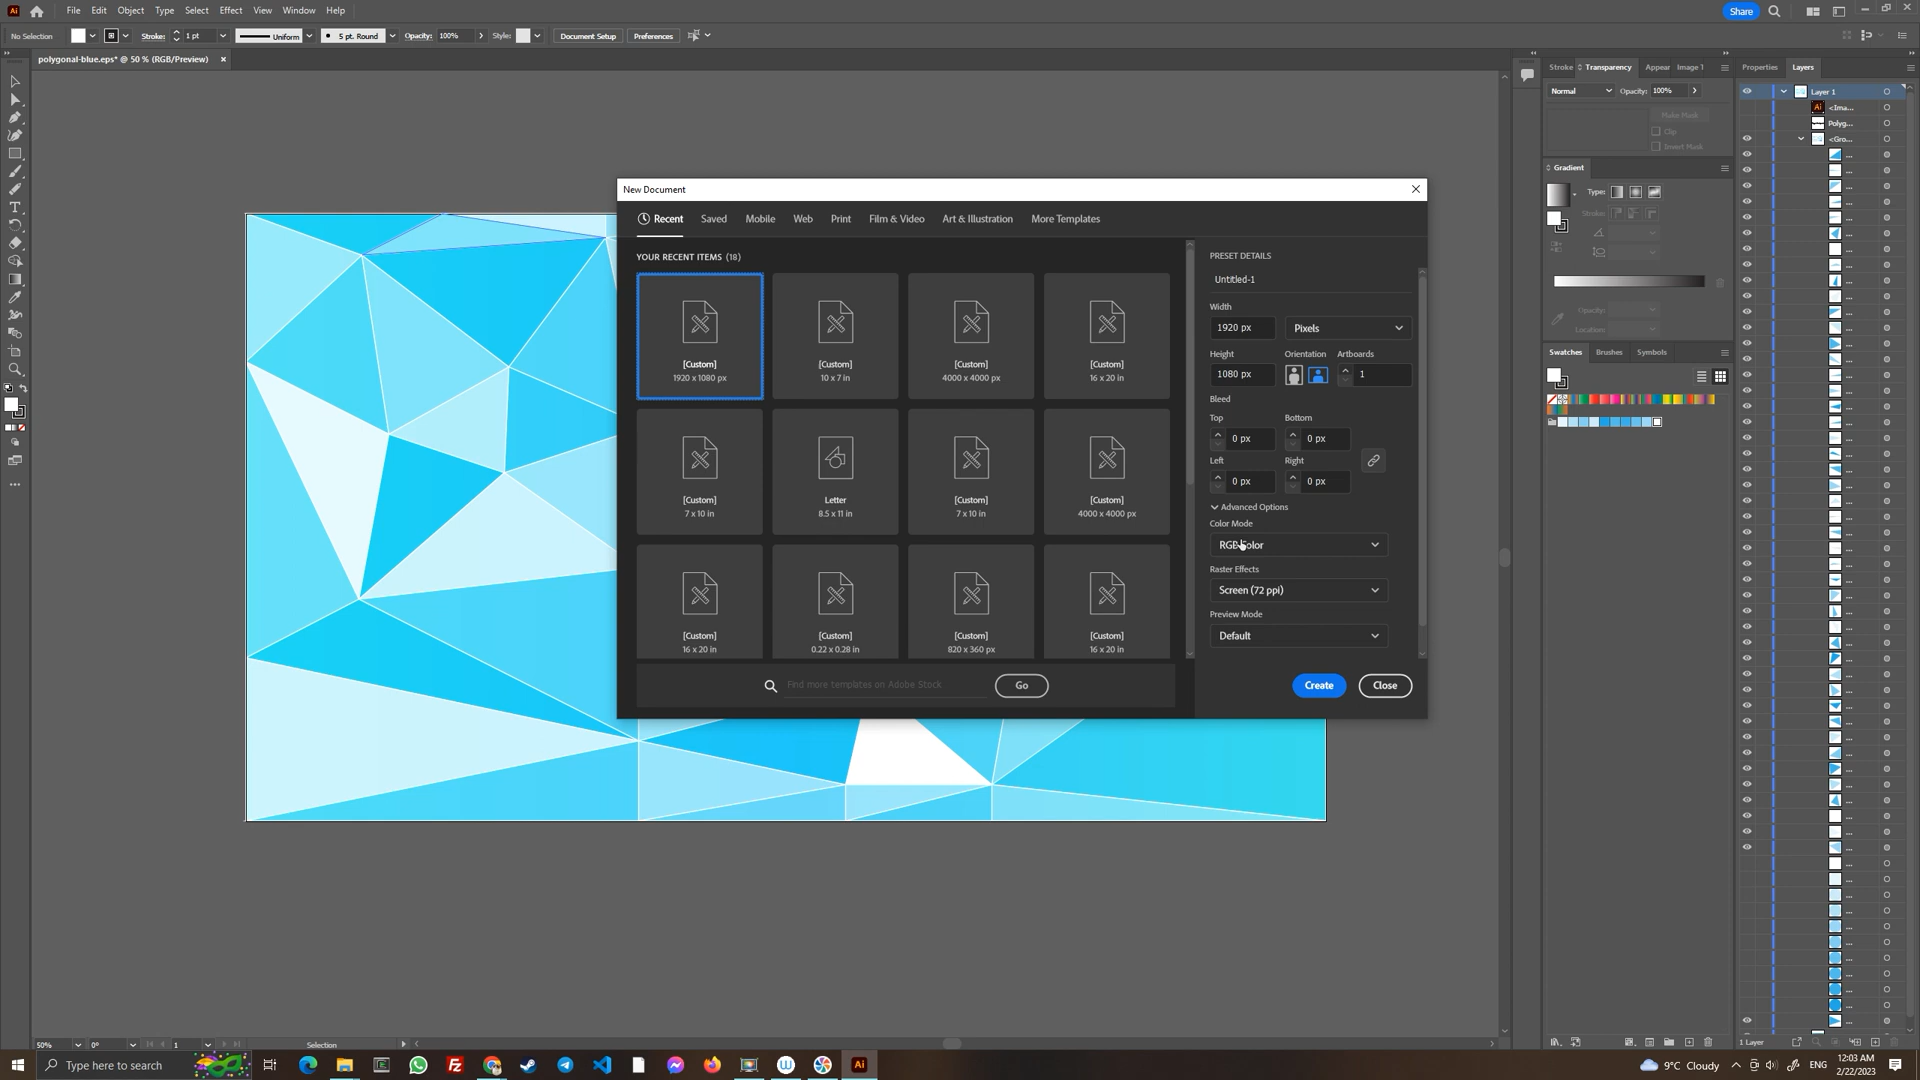 Ai
File Edit Object Type Select Effect View Window Help
Share
No Selection
Stroke:
1 pt
Uniform
5 pt. Round
Opacity:
100%
Style:
Document Setup
Preferences
polygonal-blue.eps* @ 50 % (RGB/Preview)
New Document
Recent
Saved
Mobile
Web
Print
Film & Video
Art & Illustration
More Templates
YOUR RECENT ITEMS (18)
[Custom]
1920 x 1080 px
[Custom]
10 x 7 in
[Custom]
4000 x 4000 px
[Custom]
16 x 20 in
[Custom]
7 x 10 in
Letter
8.5 x 11 in
[Custom]
7 x 10 in
[Custom]
4000 x 4000 px
[Custom]
16 x 20 in
[Custom]
0.22 x 0.28 in
[Custom]
820 x 360 px
[Custom]
16 x 20 in
Find more templates on Adobe Stock
Go
PRESET DETAILS
Untitled-1
Width
1920 px
Pixels
Height
Orientation
Artboards
1080 px
1
Bleed
Top
Bottom
0 px
0 px
Left
Right
0 px
0 px
Advanced Options
Color Mode
RGB Color
Raster Effects
Screen (72 ppi)
Preview Mode
Default
Create
Close
Stroke
Transparency
Appear
Image T
Normal
Opacity:
100%
Make Mask
Clip
Invert Mask
Gradient
Type:
Stroke:
Opacity:
Location:
Swatches
Brushes
Symbols
Properties
Layers
Layer 1
<Ima...
Polyg...
<Gro...
1 Layer
50%
0°
1
Selection
Type here to search
9°C Cloudy
ENG
12:03 AM
2/22/2023